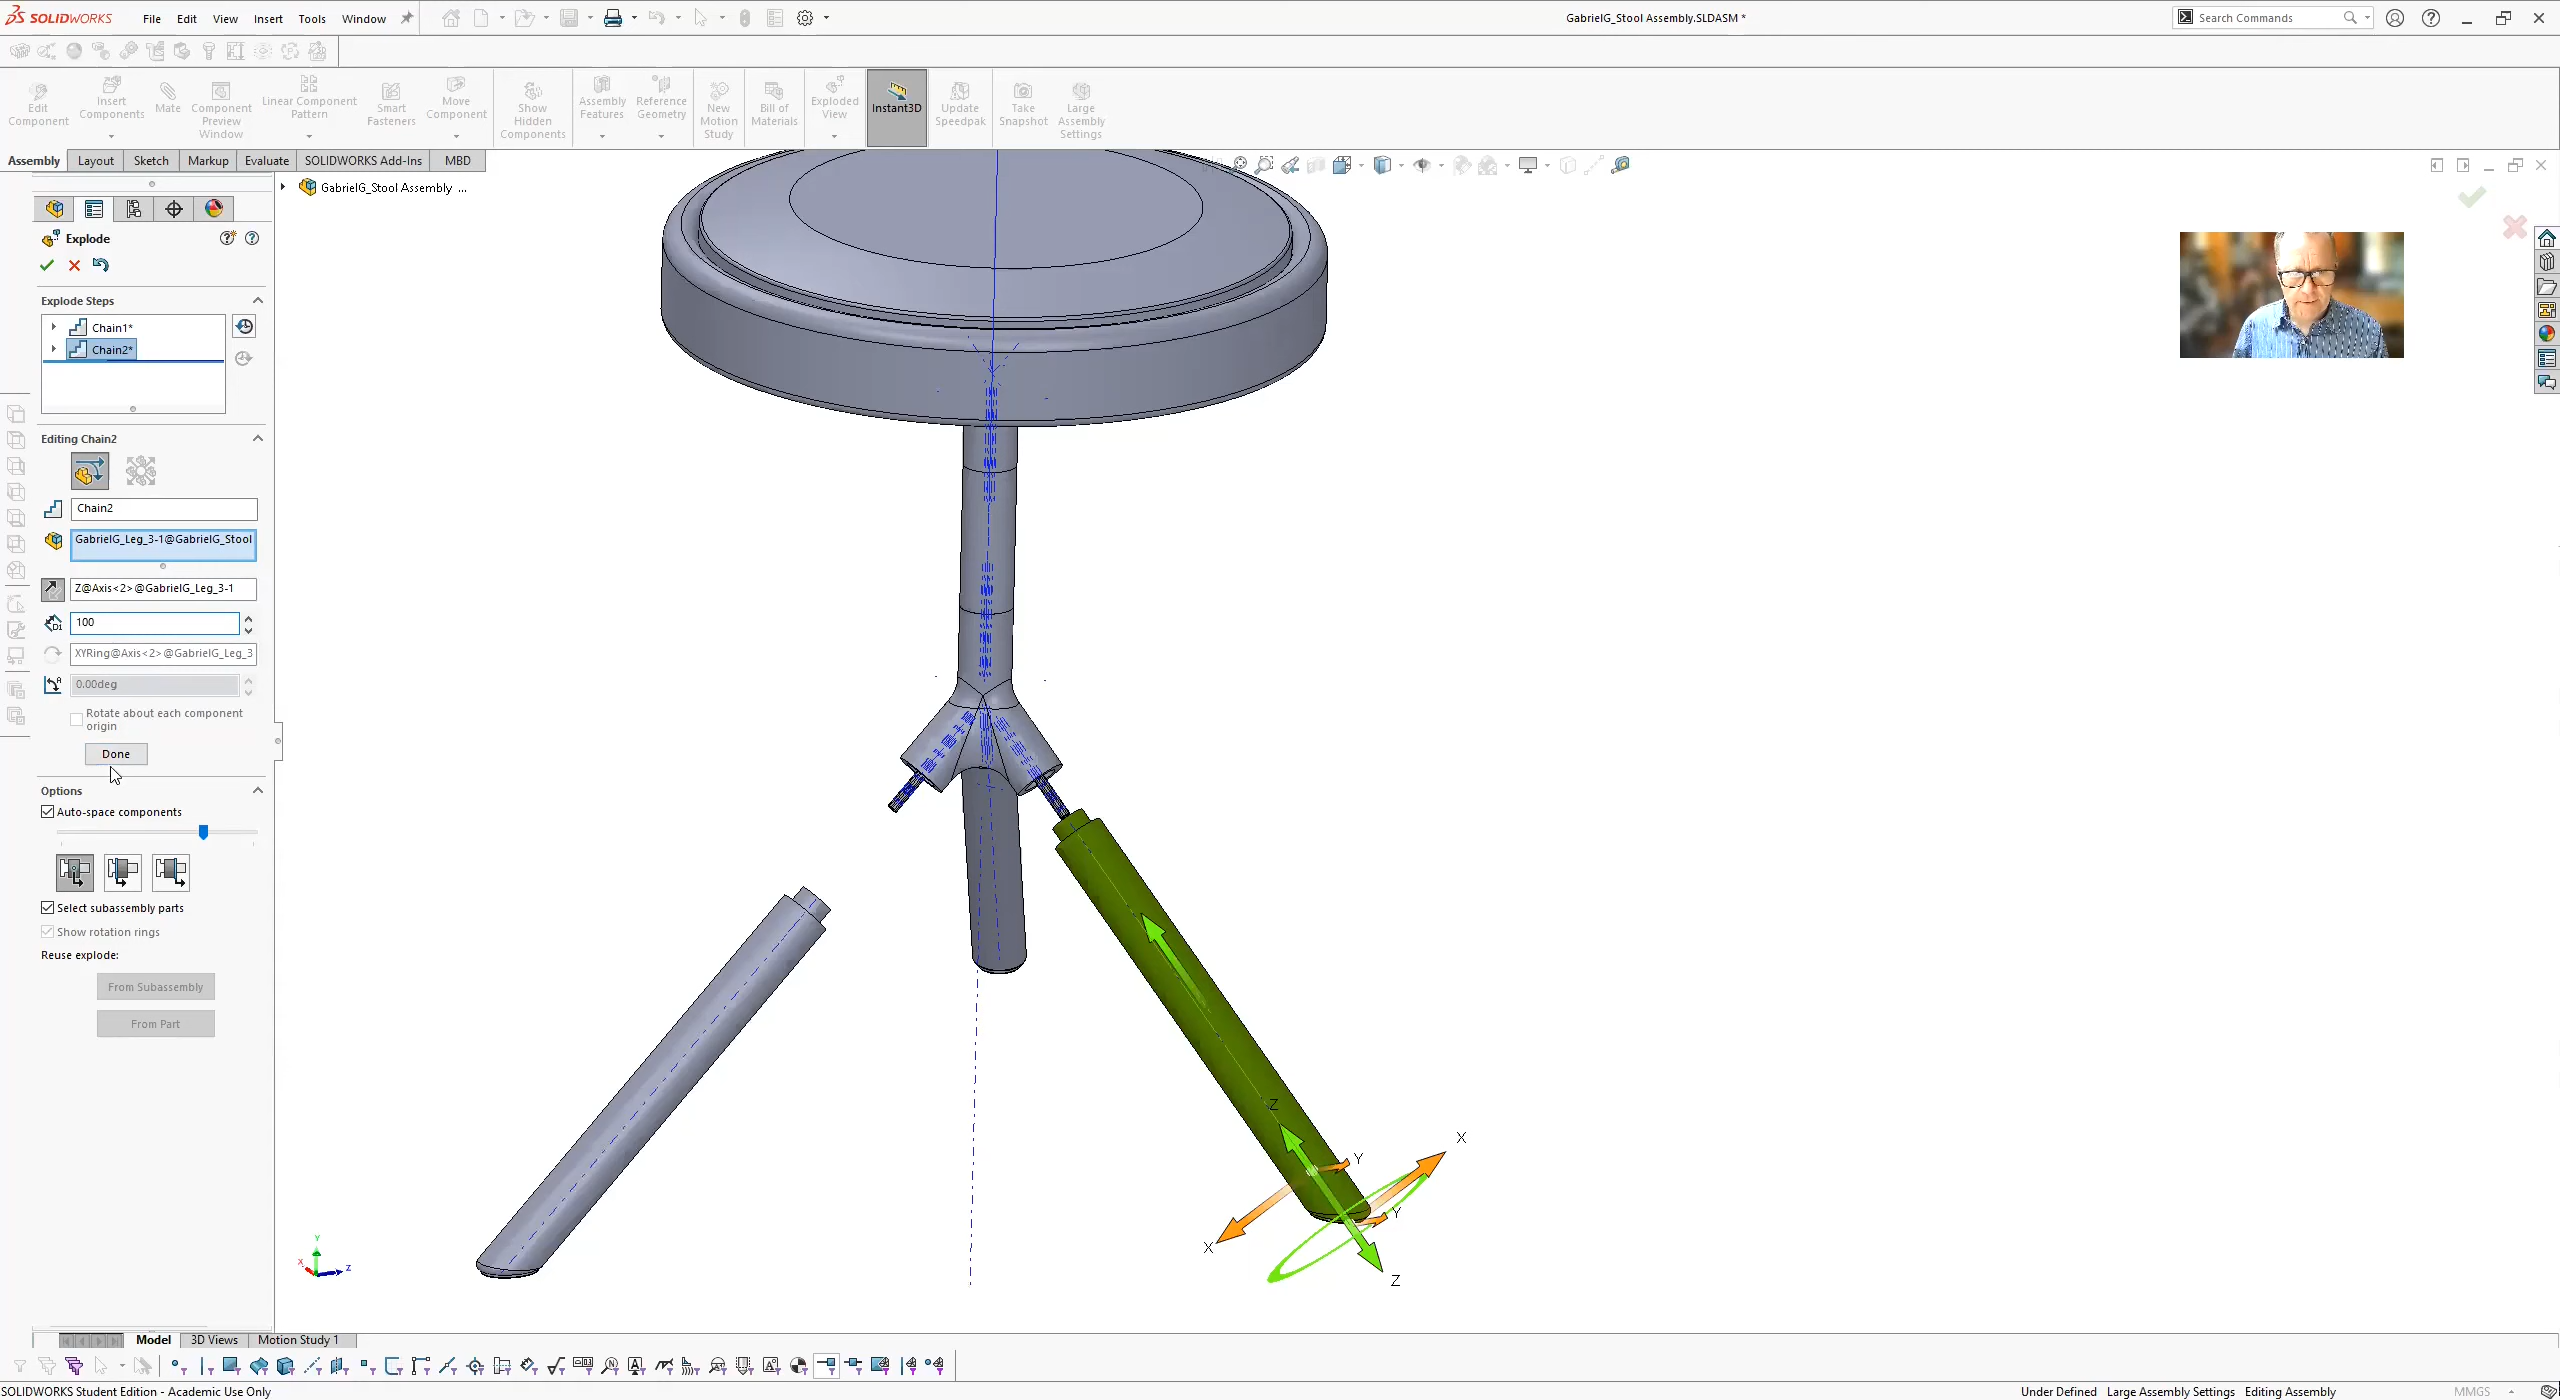 SOLIDWORKS File Edit View Insert Tools Window GabrielG_Stool Assembly.SLDASM * Search Commands
Edit Component
Insert Components
Mate
Component Preview Window
Linear Component Pattern
Smart Fasteners
Move Component
Show Hidden Components
Assembly Features
Reference Geometry
New Motion Study
Bill of Materials
Exploded View
Instant3D
Update Speedpak
Take Snapshot
Large Assembly Settings
Assembly Layout Sketch Markup Evaluate SOLIDWORKS Add-Ins MBD
GabrielG_Stool Assembly ...
Explode
Explode Steps
Chain1*
Chain2*
Editing Chain2
Chain2
GabrielG_Leg_3-1@GabrielG_Stool
Z@Axis<2>@GabrielG_Leg_3-1
D1
100
XYRing@Axis<2>@GabrielG_Leg_3
0.00deg
Rotate about each component
origin
Done
Options
Auto-space components
Select subassembly parts
Show rotation rings
Reuse explode:
From Subassembly
From Part
Z
X
Y
Y
X
Z
Y
X
Z
Model 3D Views Motion Study 1
SOLIDWORKS Student Edition - Academic Use Only Under Defined Large Assembly Settings Editing Assembly MMGS